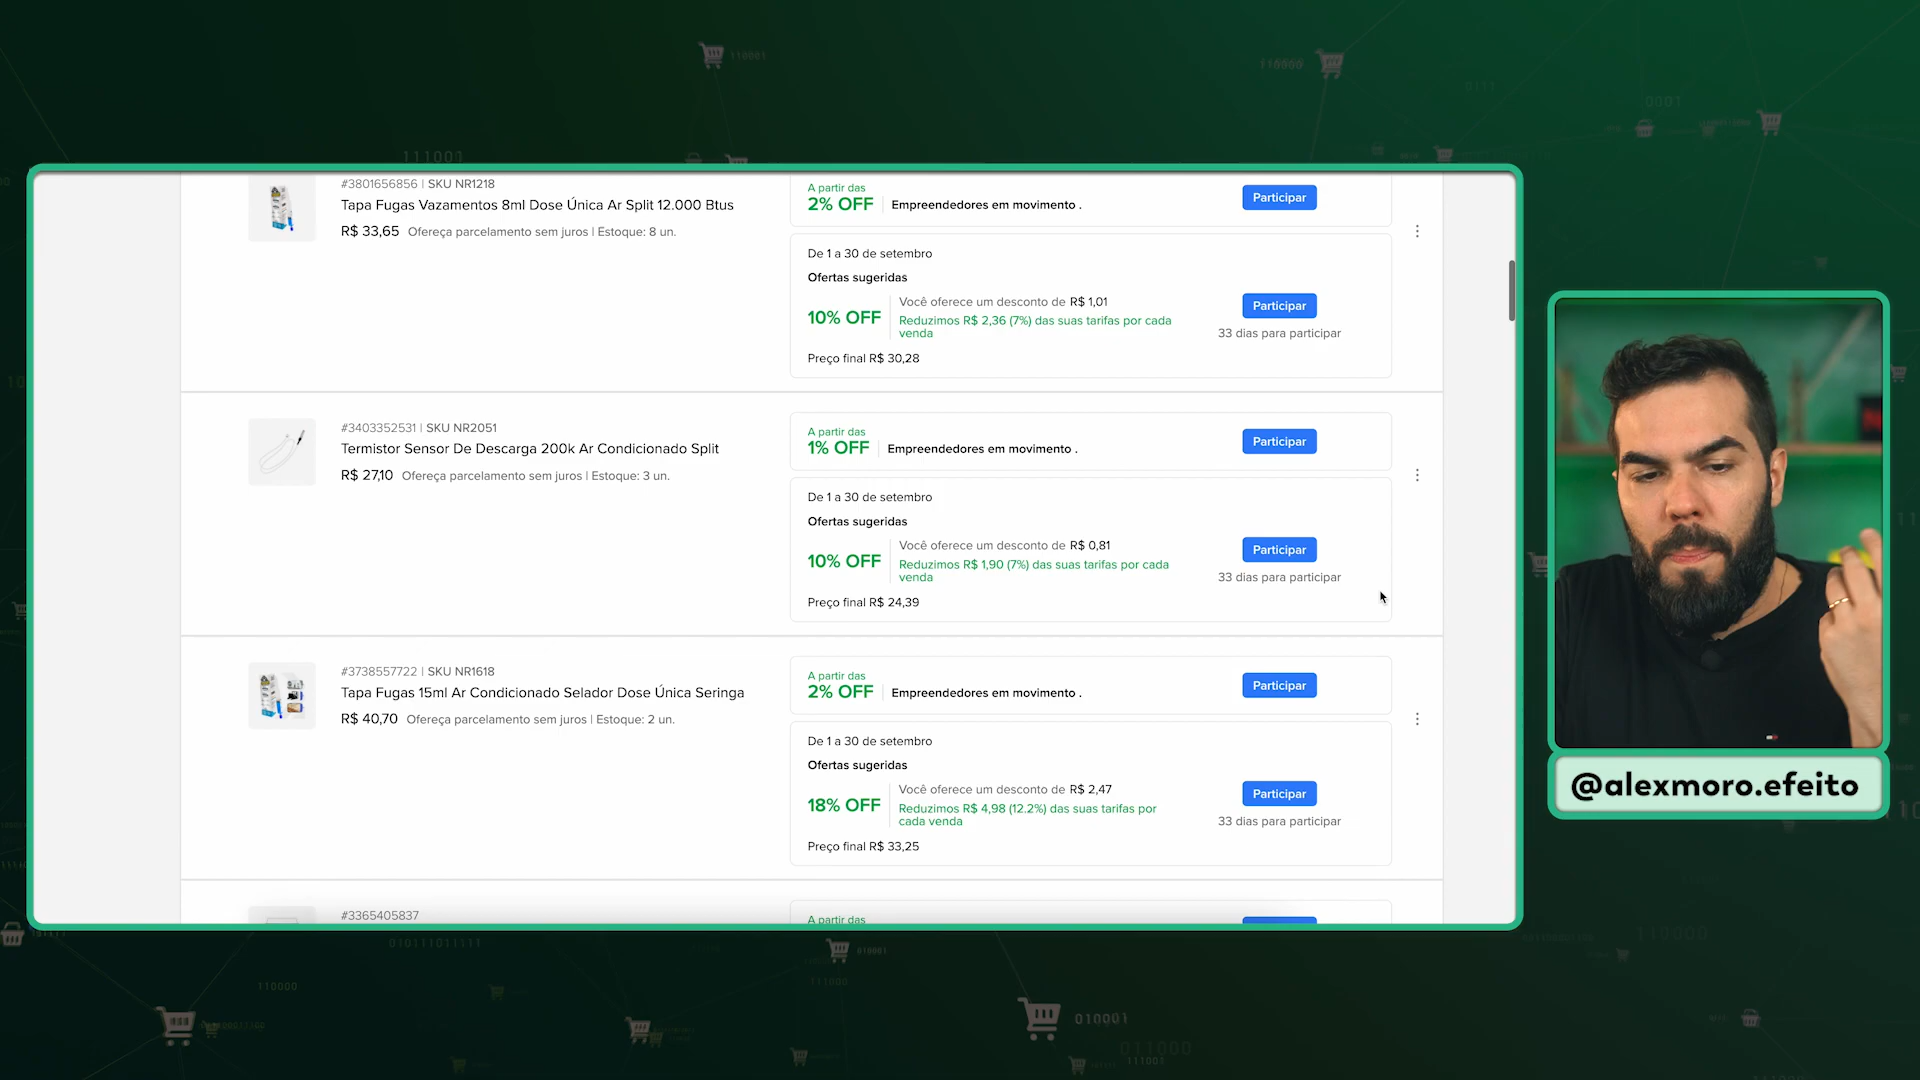 110001
110000
0001
111001
#3801656856 | SKU NR1218
Tapa Fugas Vazamentos 8ml Dose Única Ar Split 12.000 Btus
R$ 33,65 Ofereça parcelamento sem juros | Estoque: 8 un.
A partir das
2% OFF Empreendedores em movimento .
Participar
De 1 a 30 de setembro
Ofertas sugeridas
10% OFF
Você oferece um desconto de R$ 1,01
Reduzimos R$ 2,36 (7%) das suas tarifas por cada
venda
Participar
33 dias para participar
Preço final R$ 30,28
#3403352531 | SKU NR2051
Termistor Sensor De Descarga 200k Ar Condicionado Split
R$ 27,10 Ofereça parcelamento sem juros | Estoque: 3 un.
A partir das
1% OFF Empreendedores em movimento .
Participar
De 1 a 30 de setembro
Ofertas sugeridas
10% OFF
Você oferece um desconto de R$ 0,81
Reduzimos R$ 1,90 (7%) das suas tarifas por cada
venda
Participar
33 dias para participar
Preço final R$ 24,39
#3738557722 | SKU NR1618
Tapa Fugas 15ml Ar Condicionado Selador Dose Única Seringa
R$ 40,70 Ofereça parcelamento sem juros | Estoque: 2 un.
A partir das
2% OFF Empreendedores em movimento .
Participar
De 1 a 30 de setembro
Ofertas sugeridas
18% OFF
Você oferece um desconto de R$ 2,47
Reduzimos R$ 4,98 (12.2%) das suas tarifas por
cada venda
Participar
33 dias para participar
Preço final R$ 33,25
#3365405837
A partir das
@alexmoro.efeito
010111011111
010001
110000
110000
010001
111001